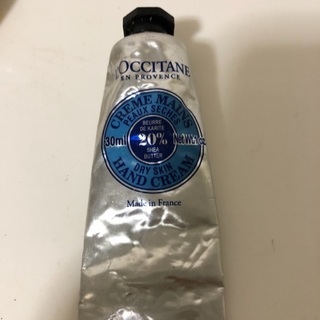 L'OCCITANE
EN PROVENCE
CRÈME MAINS
PEAUX SÈCHES
BEURRE
DE KARITÉ
30ml
20%
SHEA
BUTTER
DRY SKIN
HAND CREAM
Made in France